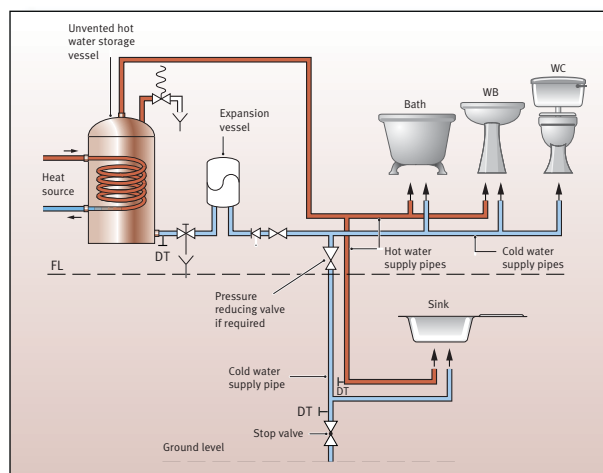 Unvented hot
water storage
vessel
Expansion
vessel
Bath
WB
WC
Heat
source
DT
FL
Hot water
supply pipes
Cold water
supply pipes
Pressure
reducing valve
if required
Sink
Cold water
supply pipe
DT
DT
Stop valve
Ground level